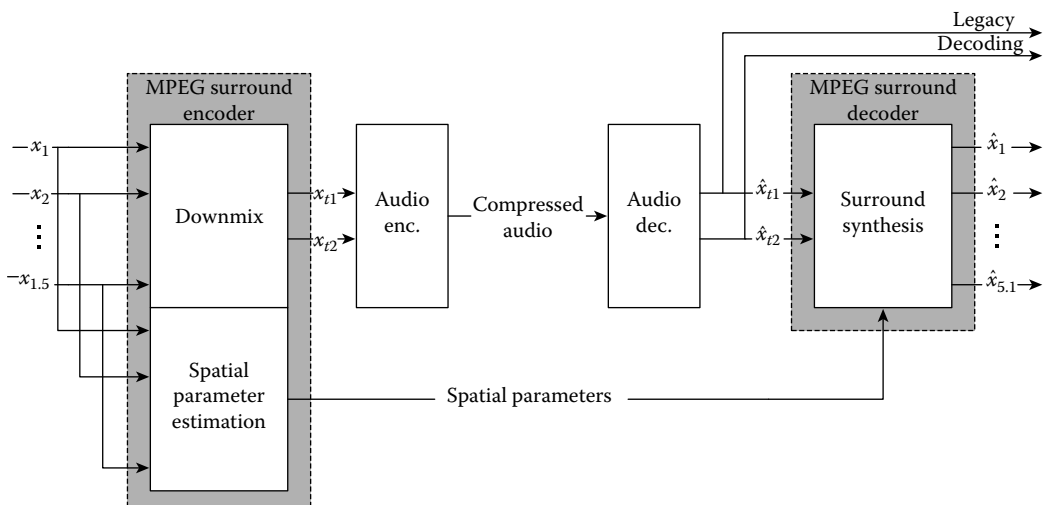 Legacy
Decoding
MPEG surround
encoder
MPEG surround
decoder
–x1
–x2
–x1.5
Downmix
xt1
xt2
Audio
enc.
Compressed
audio
Audio
dec.
x̂t1
x̂t2
Surround
synthesis
x̂1
x̂2
x̂5.1
Spatial
parameter
estimation
Spatial parameters